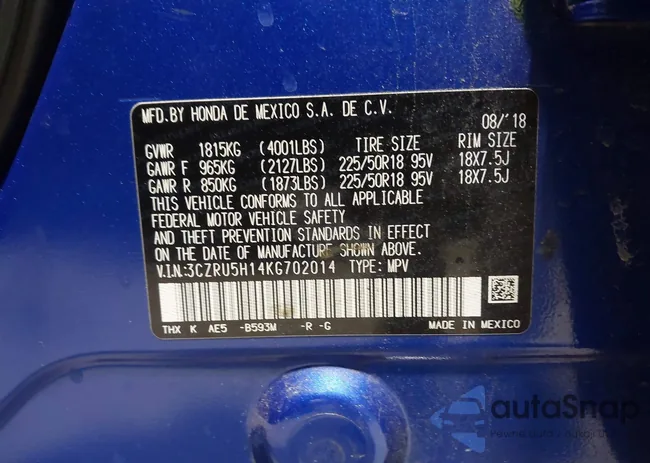 MFD.BY HONDA DE MEXICO S.A. DE C.V.
08/'18
GVWR 1815KG (4001LBS) TIRE SIZE RIM SIZE
GAWR F 965KG (2127LBS) 225/50R18 95V 18X7.5J
GAWR R 850KG (1873LBS) 225/50R18 95V 18X7.5J
THIS VEHICLE CONFORMS TO ALL APPLICABLE
FEDERAL MOTOR VEHICLE SAFETY
AND THEFT PREVENTION STANDARDS IN EFFECT
ON THE DATE OF MANUFACTURE SHOWN ABOVE.
V.I.N:3CZRU5H14KG702014 TYPE: MPV
THX K AE5 -B593M -R -G MADE IN MEXICO
autoSnap